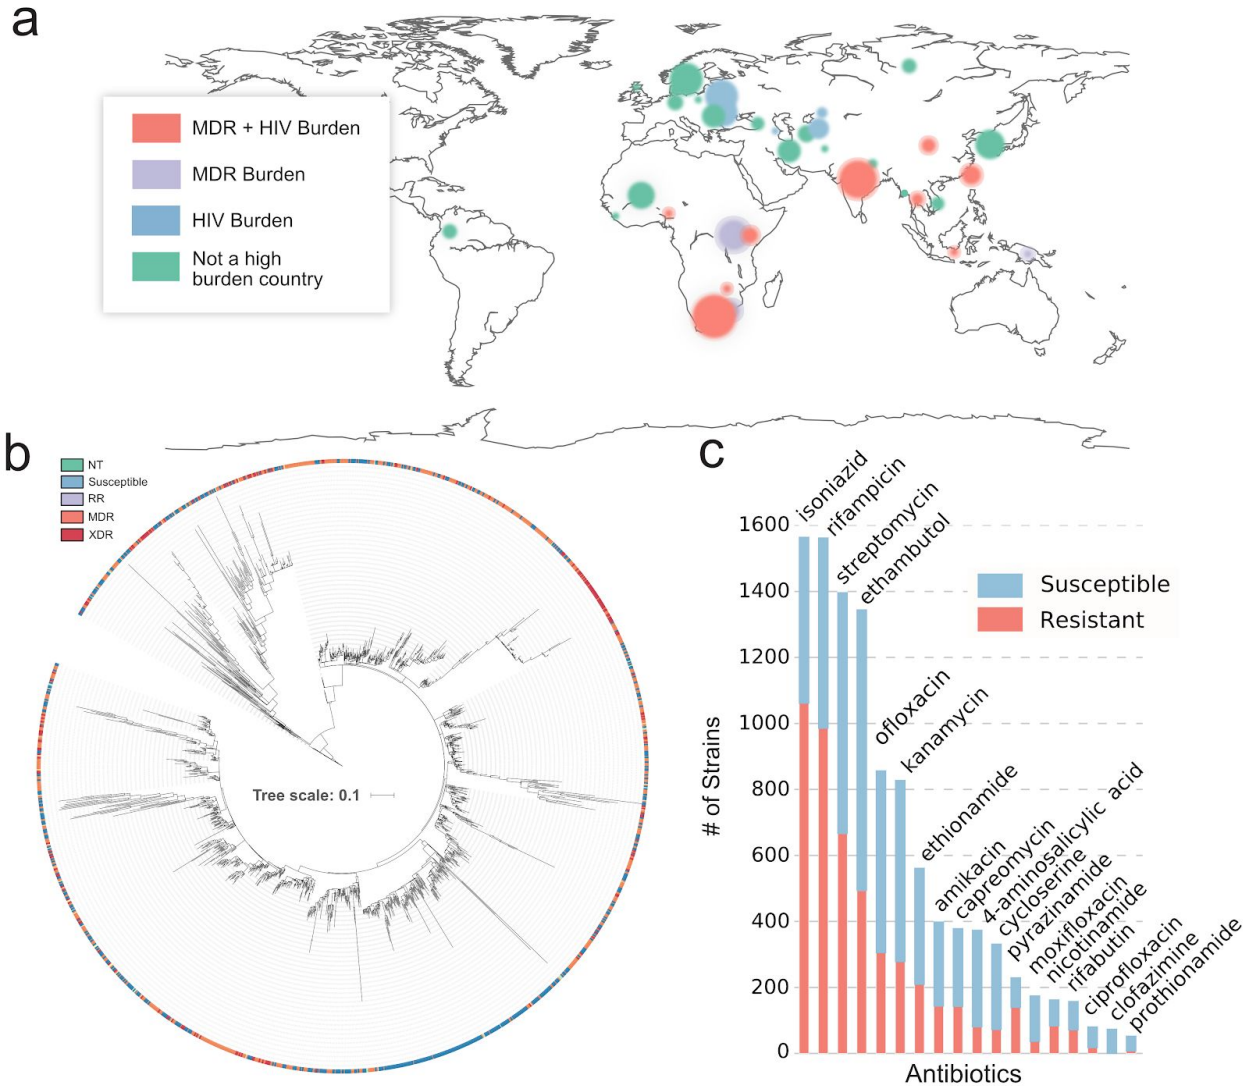 a
MDR + HIV Burden
MDR Burden
HIV Burden
Not a high
burden country
b
NT
Susceptible
RR
MDR
XDR
Tree scale: 0.1
c
isoniazid
rifampicin
streptomycin
ethambutol
ofloxacin
kanamycin
ethionamide
amikacin
capreomycin
4-aminosalicylic acid
cycloserine
pyrazinamide
moxifloxacin
nicotinamide
rifabutin
ciprofloxacin
clofazimine
prothionamide
Susceptible
Resistant
# of Strains
1600
1400
1200
1000
800
600
400
200
0
Antibiotics